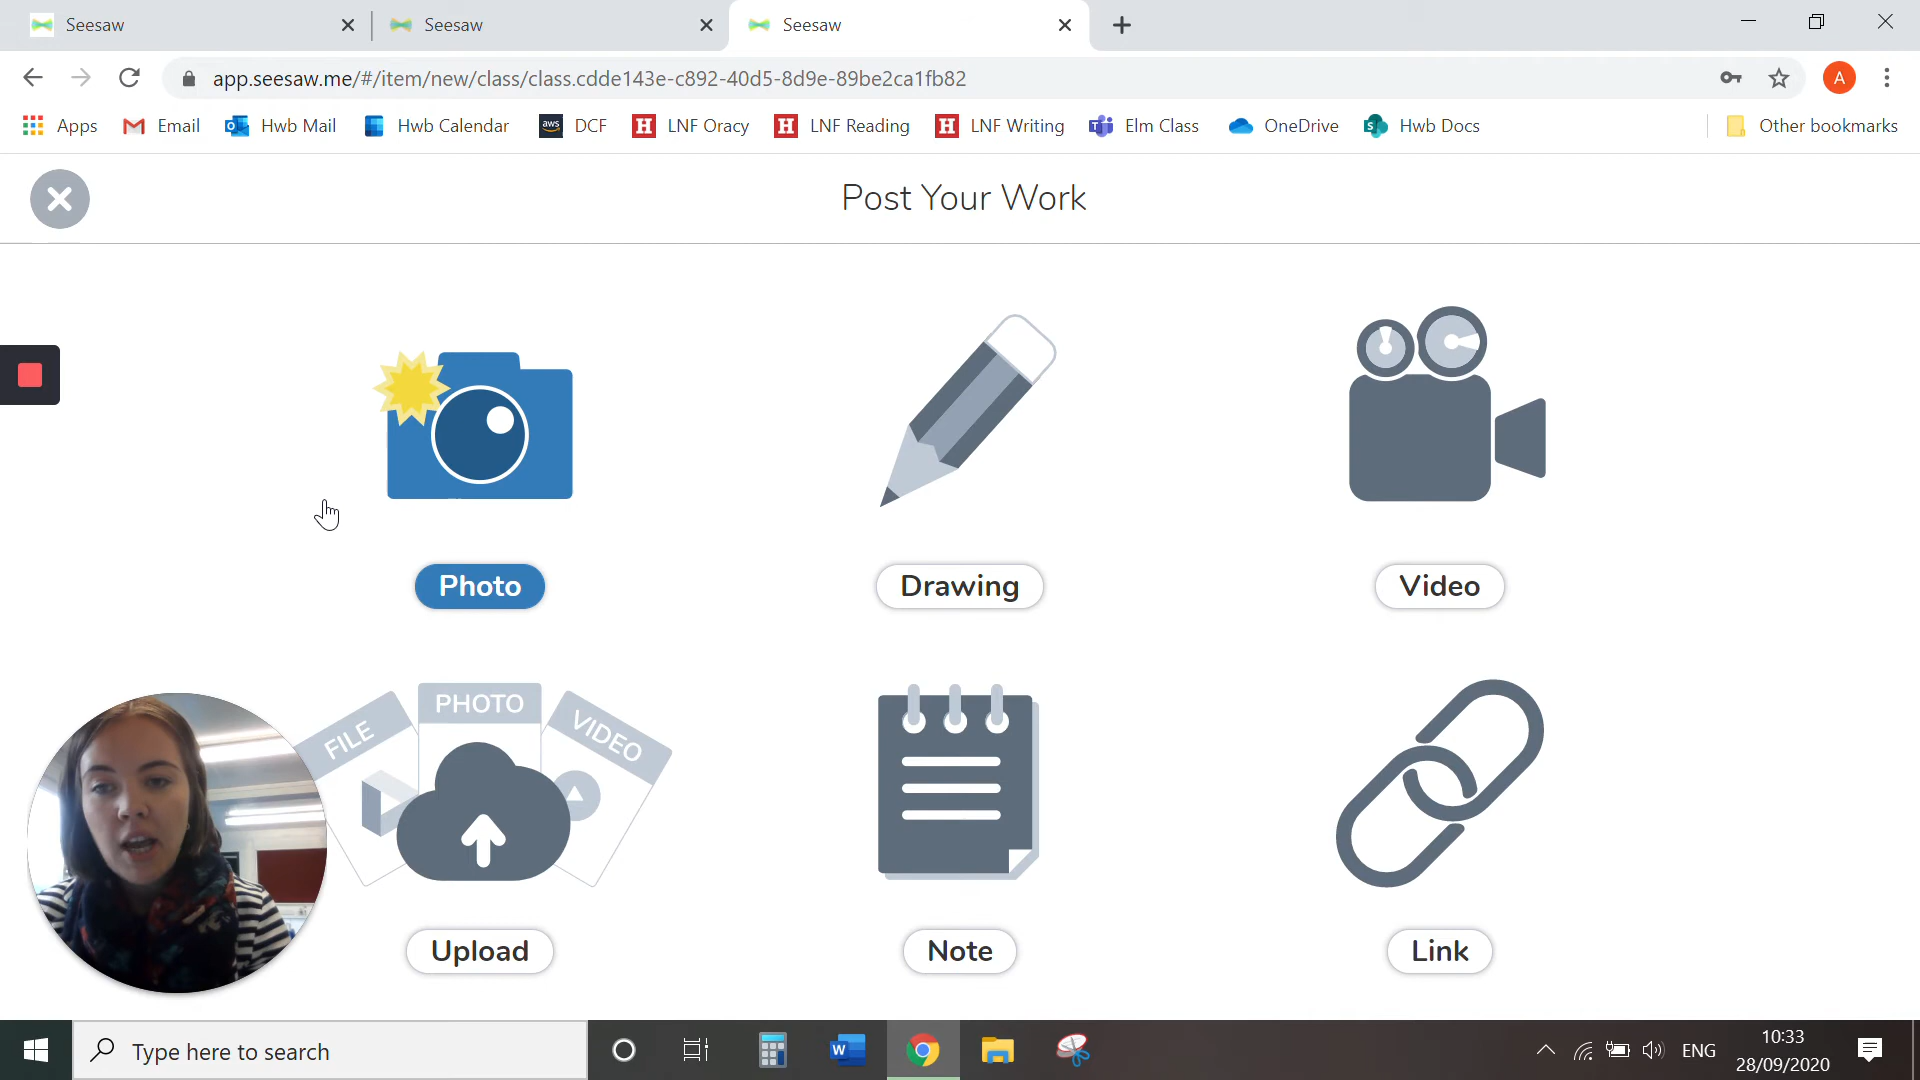 Seesaw
Seesaw
Seesaw
app.seesaw.me/#/item/new/class/class.cdde143e-c892-40d5-8d9e-89be2ca1fb82
A
Apps
Email
Hwb Mail
Hwb Calendar
aws
DCF
H LNF Oracy
H LNF Reading
H LNF Writing
Elm Class
OneDrive
Hwb Docs
Other bookmarks
Post Your Work
Photo
Drawing
Video
FILE
PHOTO
VIDEO
Upload
Note
Link
Type here to search
W
ENG
10:33
28/09/2020